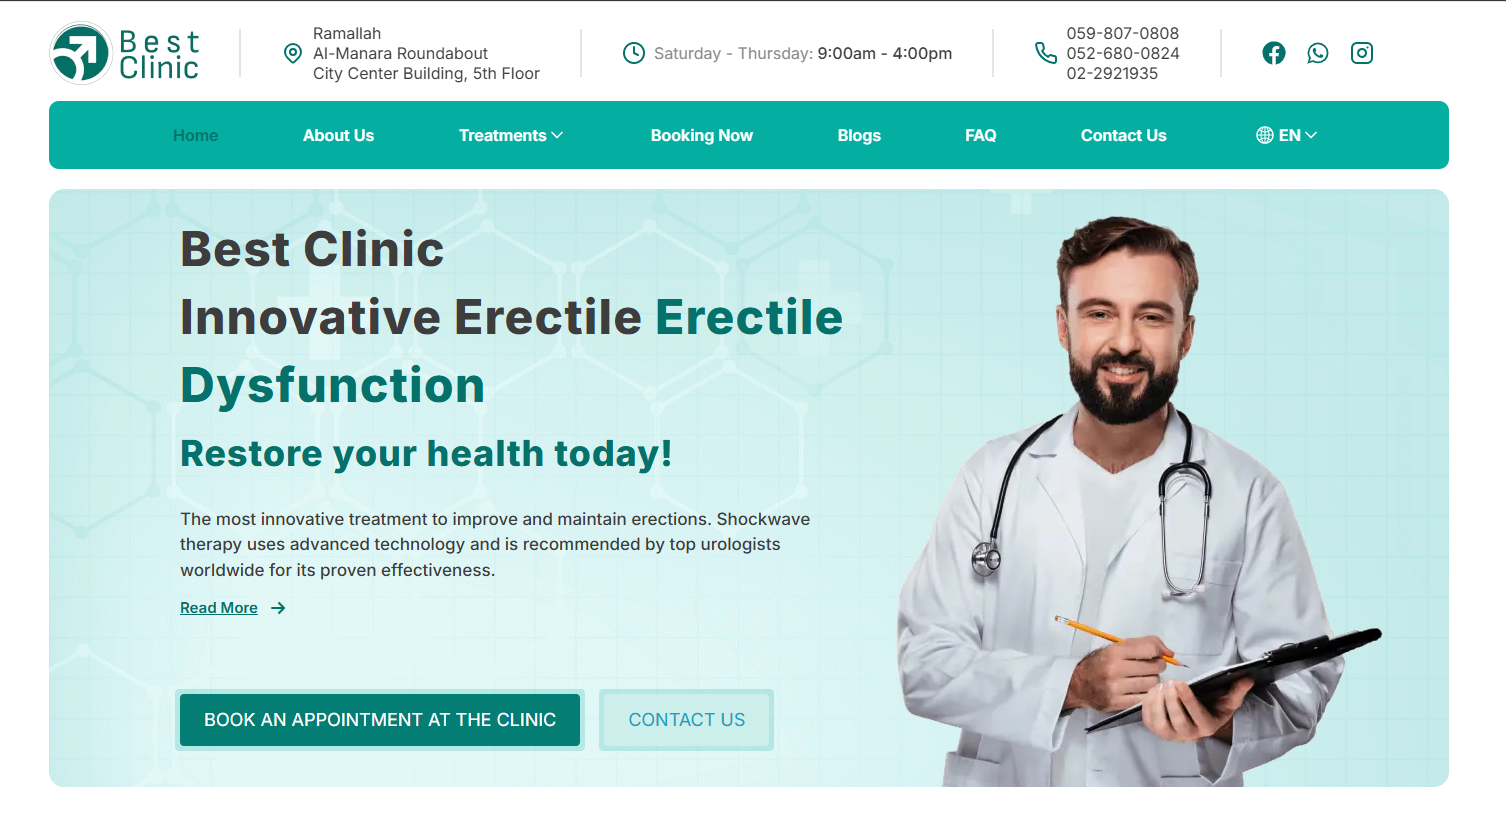 Best
Clinic
Ramallah
Al-Manara Roundabout
City Center Building, 5th Floor
Saturday - Thursday: 9:00am - 4:00pm
059-807-0808
052-680-0824
02-2921935
Home
About Us
Treatments
Booking Now
Blogs
FAQ
Contact Us
EN
Best Clinic
Innovative Erectile Erectile
Dysfunction
Restore your health today!
The most innovative treatment to improve and maintain erections. Shockwave
therapy uses advanced technology and is recommended by top urologists
worldwide for its proven effectiveness.
Read More
BOOK AN APPOINTMENT AT THE CLINIC
CONTACT US